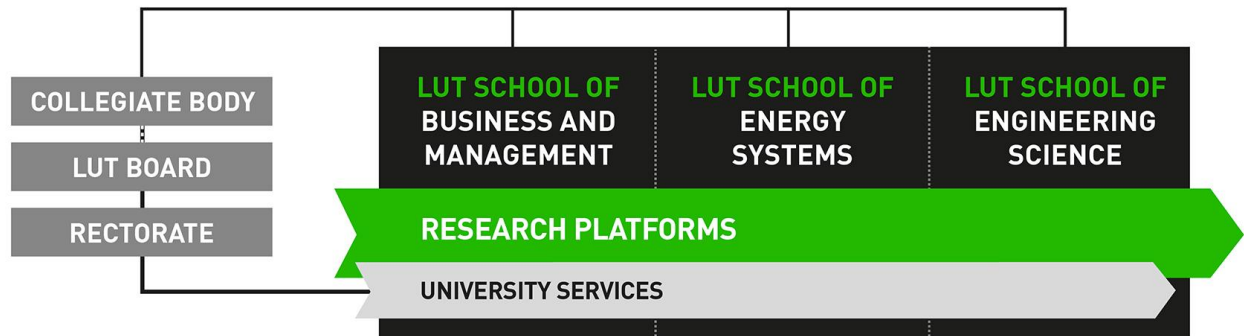 COLLEGIATE BODY
LUT BOARD
RECTORATE
LUT SCHOOL OF
BUSINESS AND
MANAGEMENT
LUT SCHOOL OF
ENERGY
SYSTEMS
LUT SCHOOL OF
ENGINEERING
SCIENCE
RESEARCH PLATFORMS
UNIVERSITY SERVICES